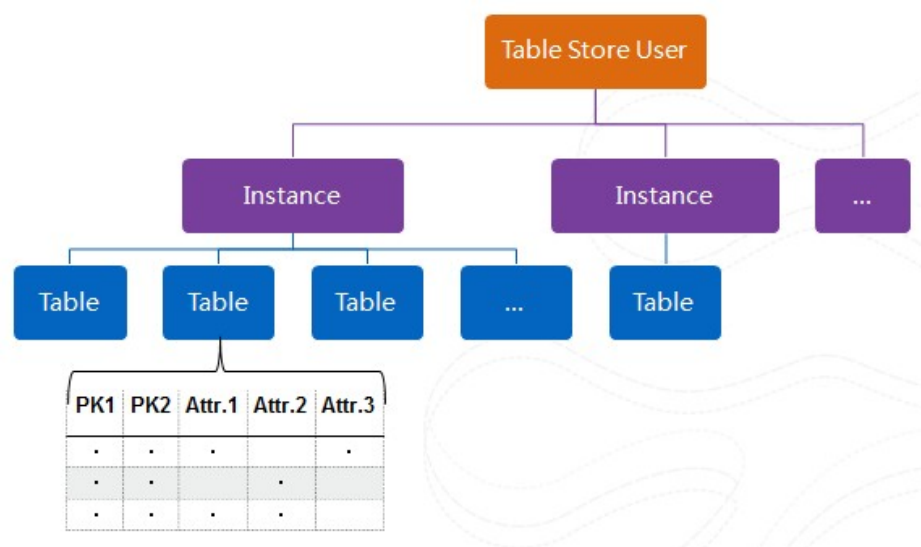 Table Store User
Instance Instance ...
Table Table Table ... Table
PK1 PK2 Attr.1 Attr.2 Attr.3